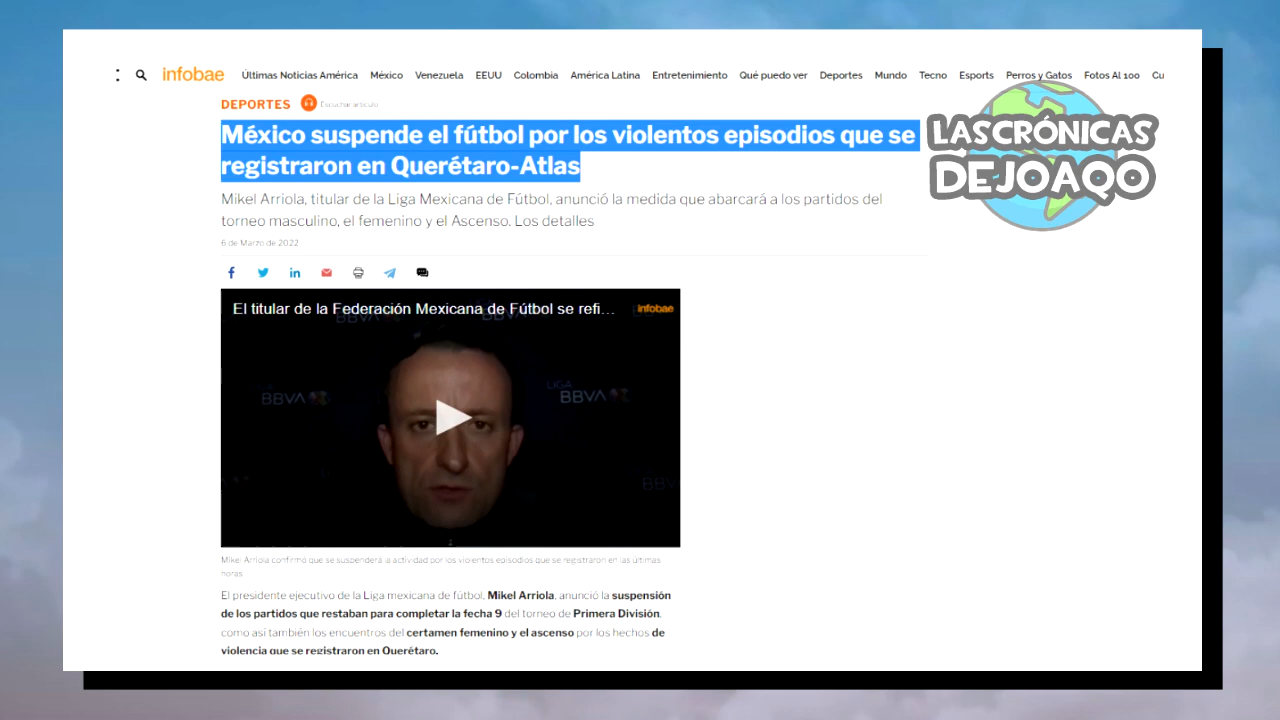 infobae
Últimas Noticias América México Venezuela EEUU Colombia América Latina Entretenimiento Qué puedo ver Deportes Mundo Tecno Esports Perros y Gatos Fotos Al 100 Cu
DEPORTES Escuchar artículo
México suspende el fútbol por los violentos episodios que se
registraron en Querétaro-Atlas
LAS CRÓNICAS
DE JOAQO
Mikel Arriola, titular de la Liga Mexicana de Fútbol, anunció la medida que abarcará a los partidos del
torneo masculino, el femenino y el Ascenso. Los detalles
6 de Marzo de 2022
El titular de la Federación Mexicana de Fútbol se refi...
infobae
BBVA
LIGA
BBVA
BBVA
Mikel Arriola confirmó que se suspenderá la actividad por los violentos episodios que se registraron en las últimas
horas
El presidente ejecutivo de la Liga mexicana de fútbol, Mikel Arriola, anunció la suspensión
de los partidos que restaban para completar la fecha 9 del torneo de Primera División,
como así también los encuentros del certamen femenino y el ascenso por los hechos de
violencia que se registraron en Querétaro.